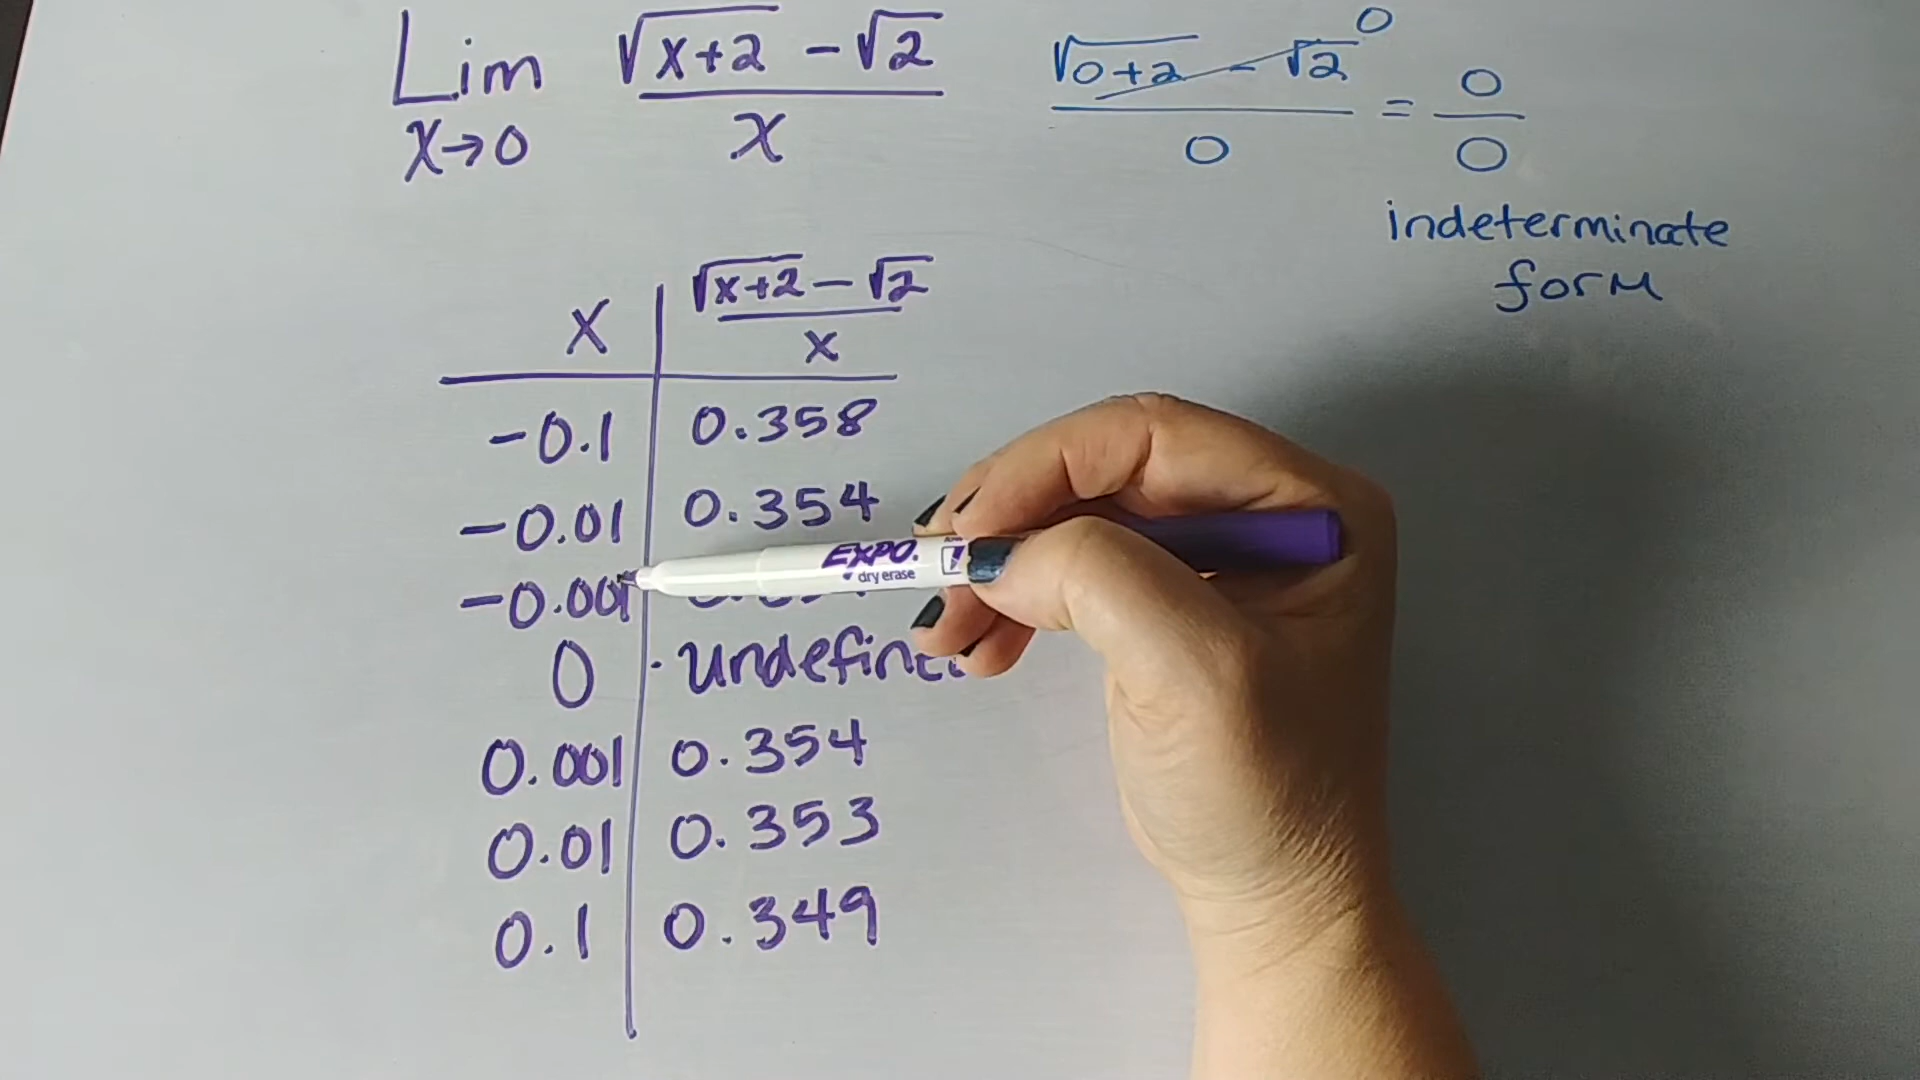 Lim √x+2 - √2 / x
x→0
√0+2 - √2 / 0 = 0/0
0
indeterminate
form
x | √x+2 - √2 / x
-0.1 | 0.358
-0.01 | 0.354
-0.001
0 | undefined
0.001 | 0.354
0.01 | 0.353
0.1 | 0.349
EXPO.
dry erase